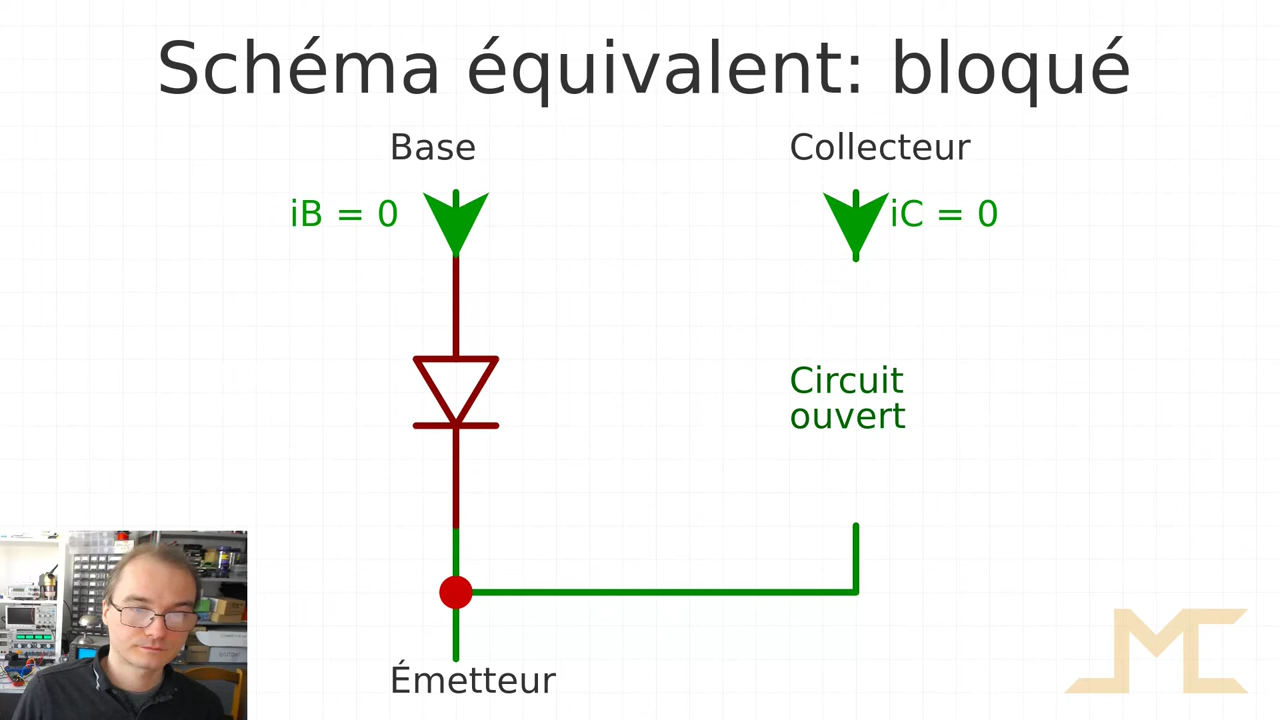 Schéma équivalent: bloqué
Base
Collecteur
iB = 0
iC = 0
Circuit
ouvert
Émetteur